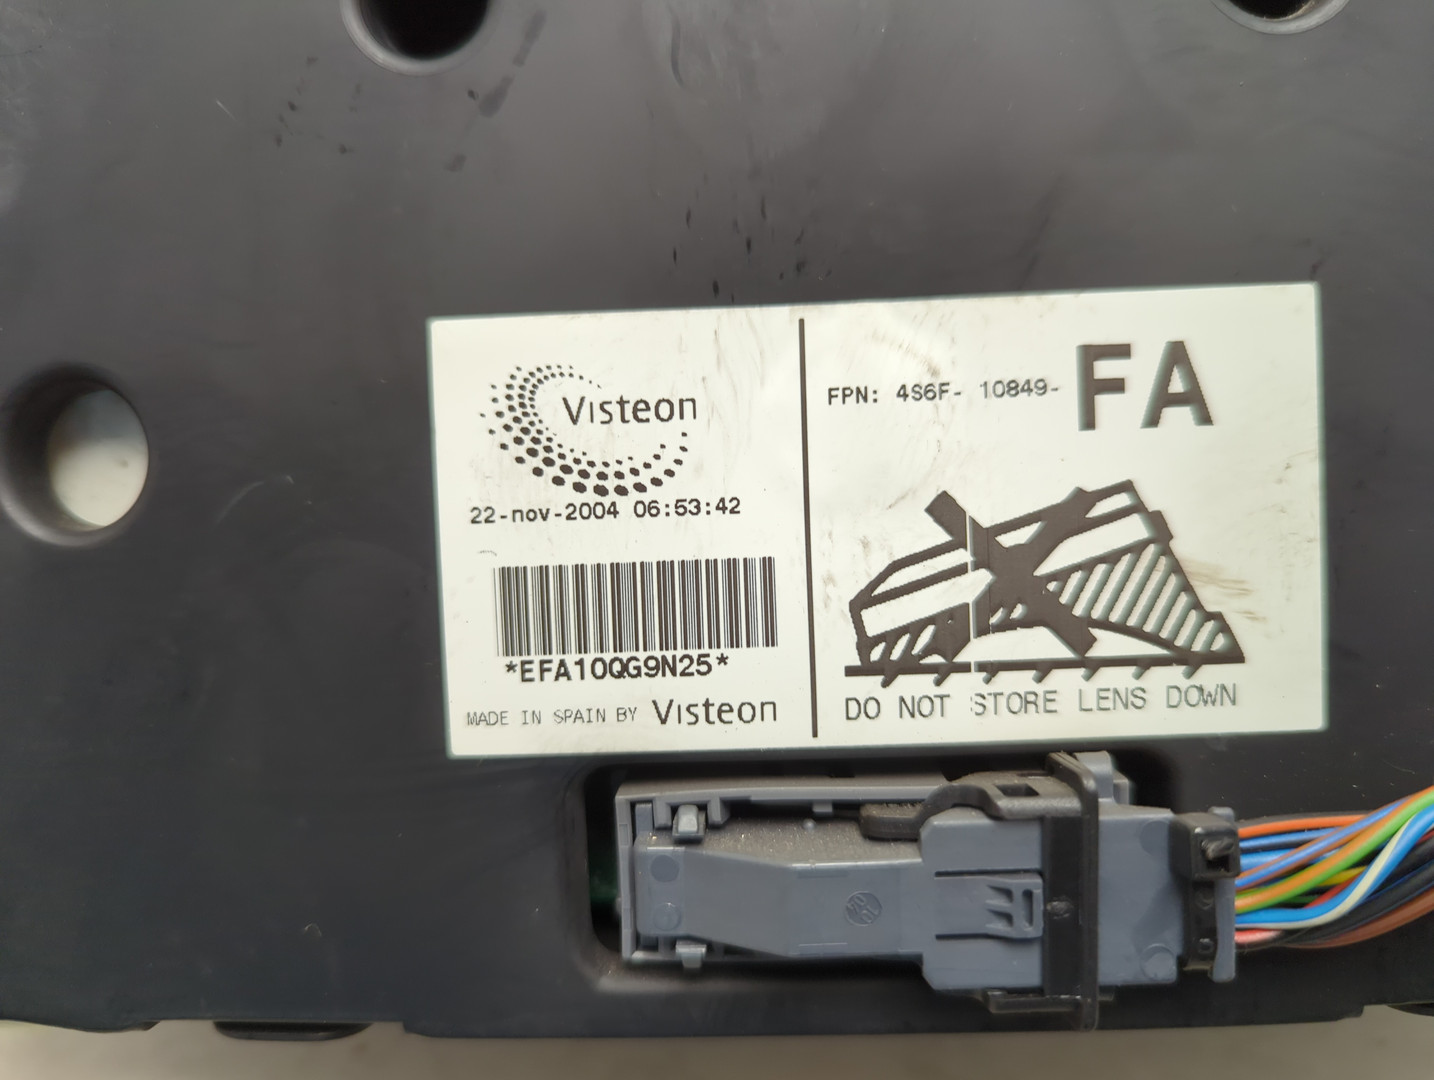 Visteon
22-nov-2004 06:53:42
*EFA10QG9N25*
MADE IN SPAIN BY Visteon
FPN: 4S6F- 10849- FA
DO NOT STORE LENS DOWN